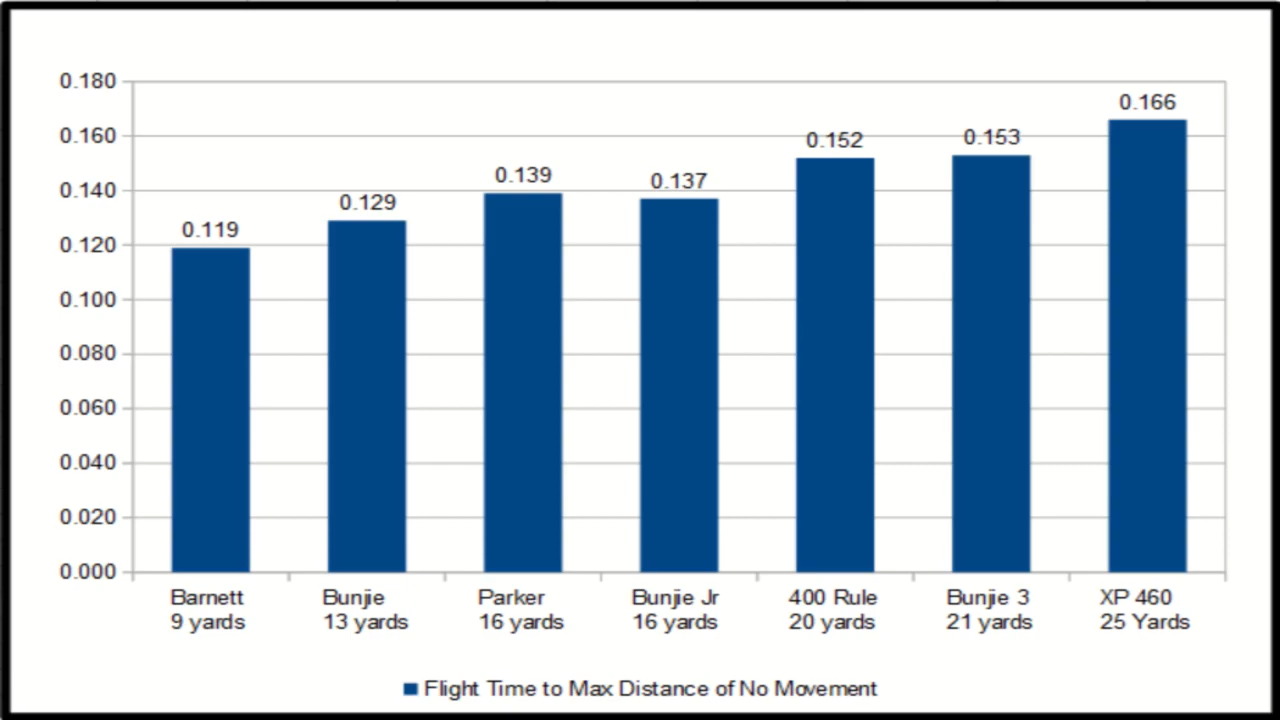 0.180
0.160
0.140
0.120
0.100
0.080
0.060
0.040
0.020
0.000
0.119
0.129
0.139
0.137
0.152
0.153
0.166
Barnett
9 yards
Bunjie
13 yards
Parker
16 yards
Bunjie Jr
16 yards
400 Rule
20 yards
Bunjie 3
21 yards
XP 460
25 Yards
Flight Time to Max Distance of No Movement